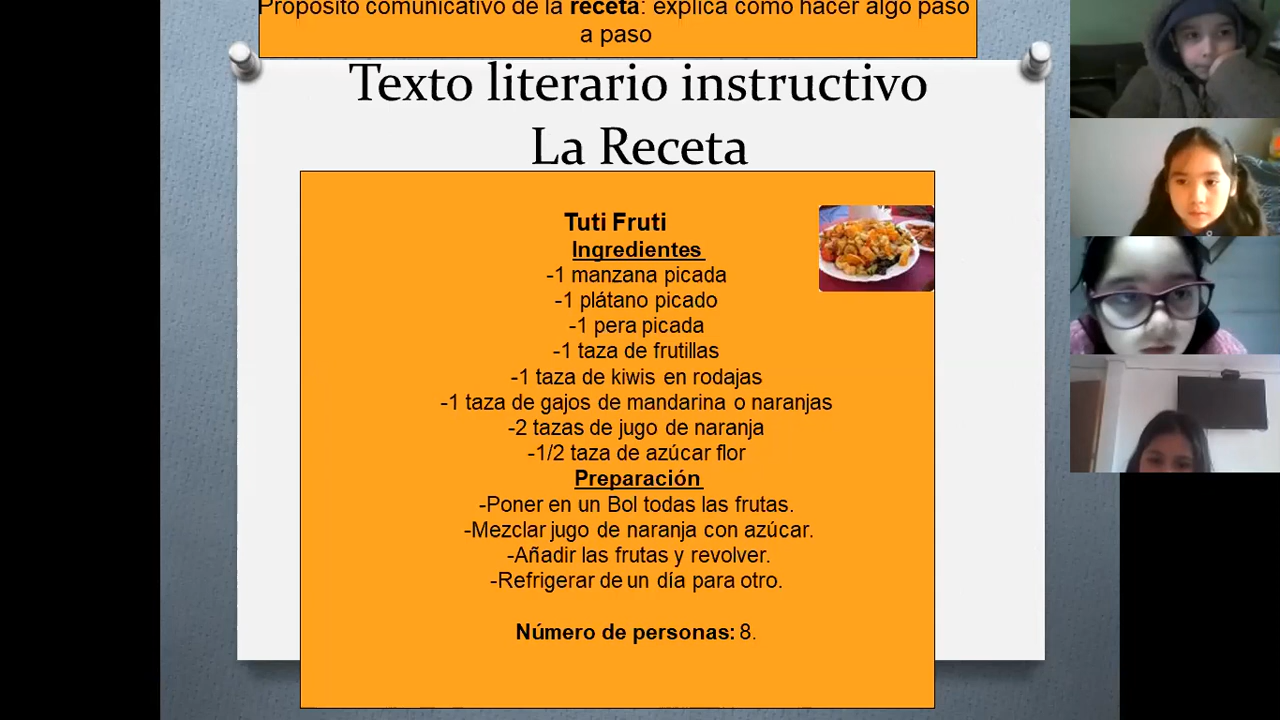 Propósito comunicativo de la receta: explica cómo hacer algo paso
a paso
Texto literario instructivo
La Receta
Tuti Fruti
Ingredientes
-1 manzana picada
-1 plátano picado
-1 pera picada
-1 taza de frutillas
-1 taza de kiwis en rodajas
-1 taza de gajos de mandarina o naranjas
-2 tazas de jugo de naranja
-1/2 taza de azúcar flor
Preparación
-Poner en un Bol todas las frutas.
-Mezclar jugo de naranja con azúcar.
-Añadir las frutas y revolver.
-Refrigerar de un día para otro.
Número de personas: 8.